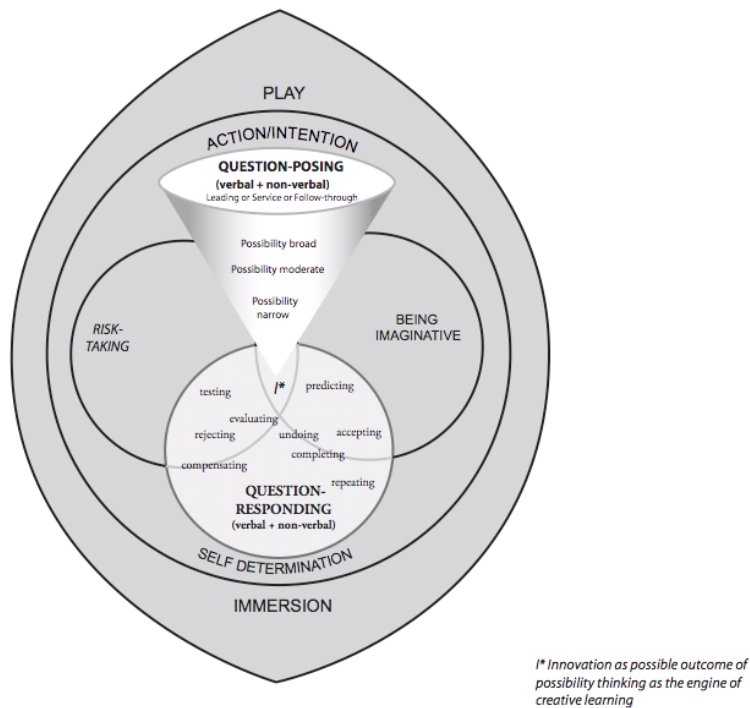 PLAY
ACTION/INTENTION
QUESTION-POSING
(verbal + non-verbal)
Leading or Service or Follow-through
Possibility broad
Possibility moderate
Possibility
narrow
RISK-
TAKING
BEING
IMAGINATIVE
I*
testing
predicting
evaluating
rejecting
undoing
accepting
completing
compensating
repeating
QUESTION-
RESPONDING
(verbal + non-verbal)
SELF DETERMINATION
IMMERSION
I* Innovation as possible outcome of
possibility thinking as the engine of
creative learning